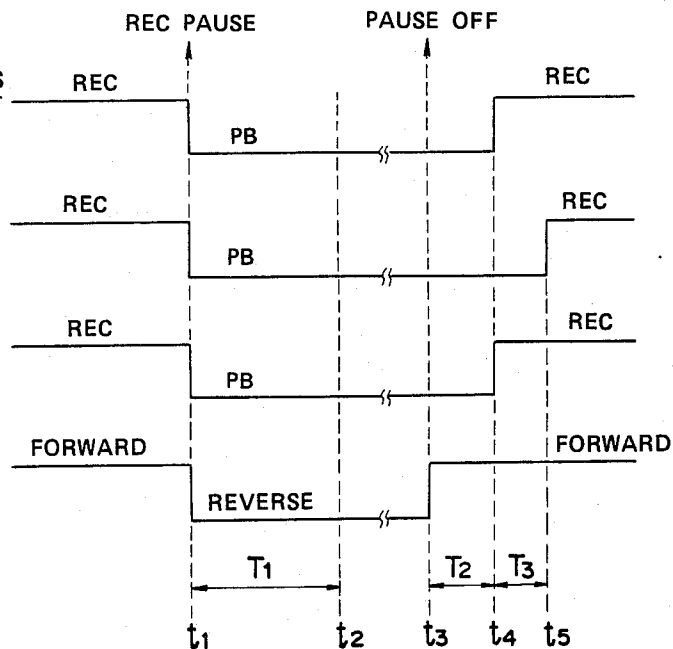 REC PAUSE PAUSE OFF
S REC REC
PB
REC REC
PB
REC REC
PB
FORWARD FORWARD
REVERSE
T1 T2 T3
t1 t2 t3 t4 t5